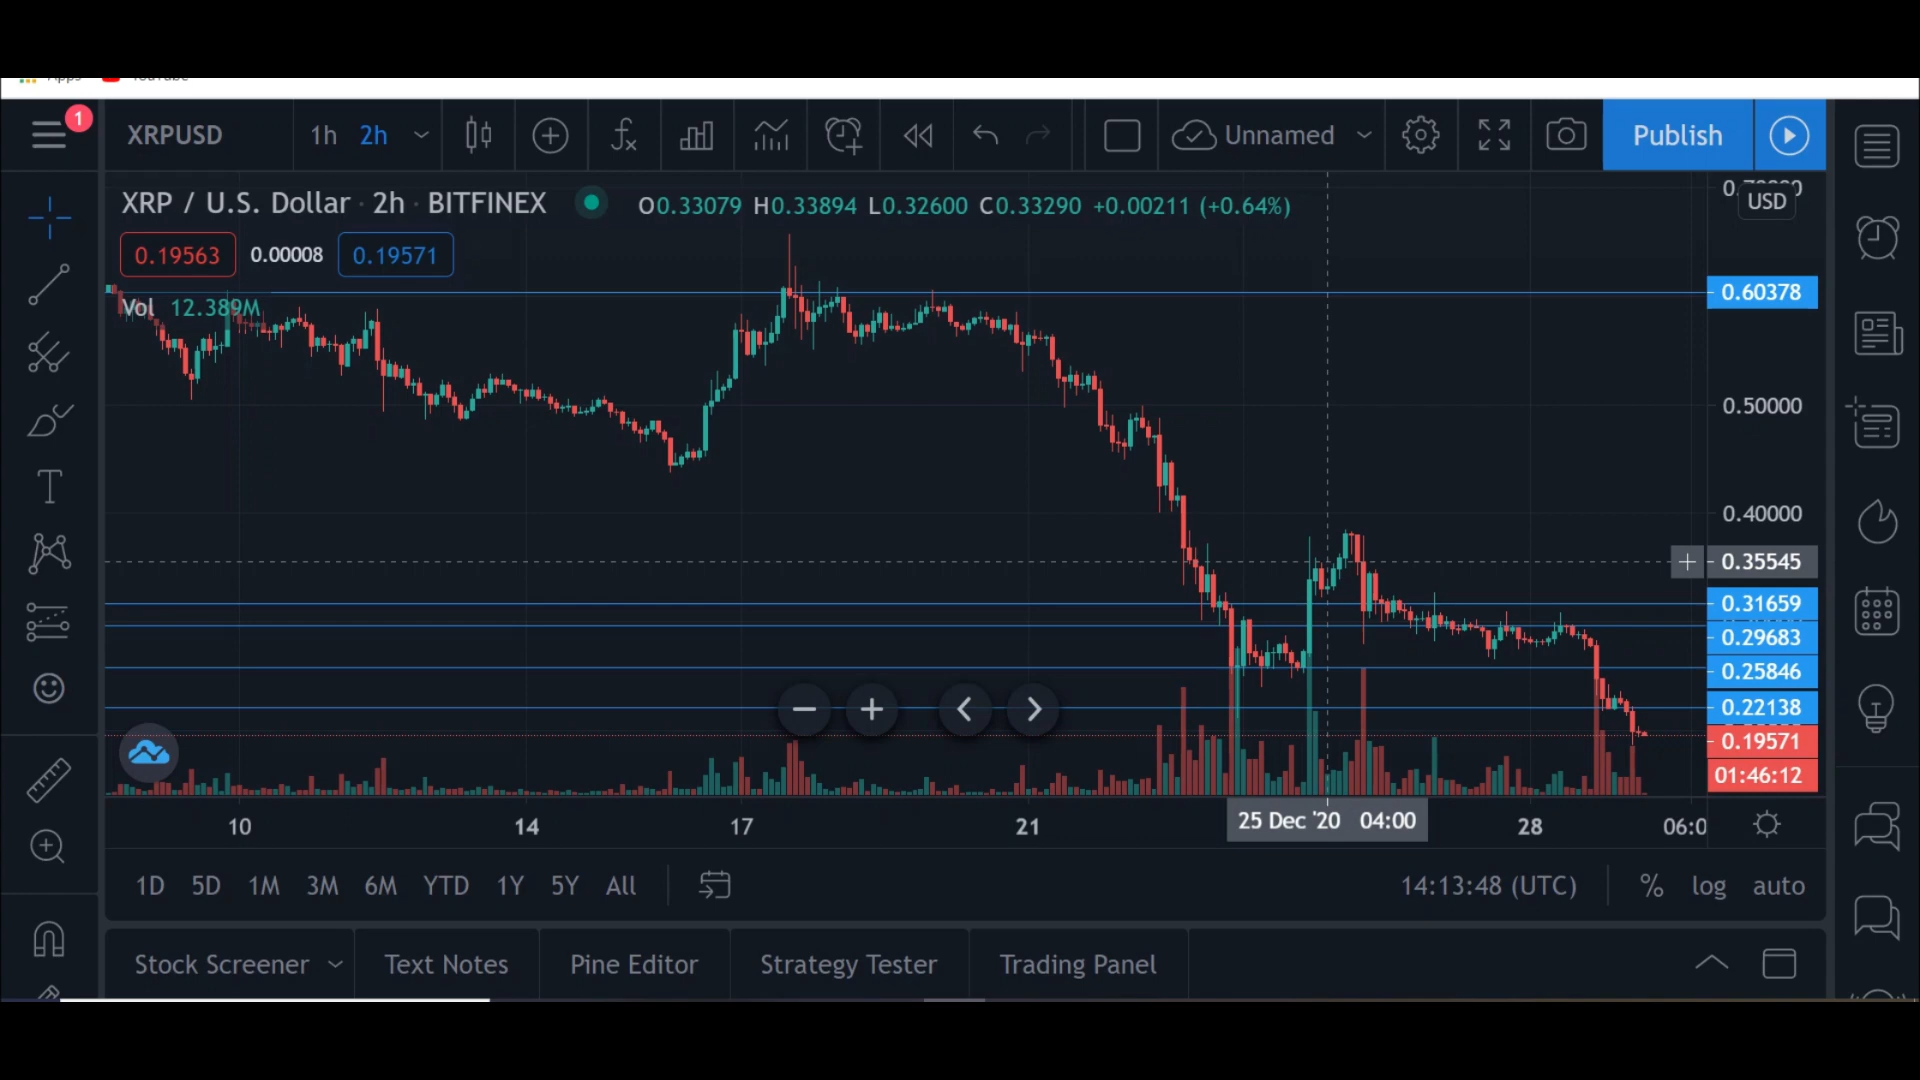 Apps YouTube
1
XRPUSD 1h 2h Unnamed Publish
XRP / U.S. Dollar · 2h · BITFINEX O0.33079 H0.33894 L0.32600 C0.33290 +0.00211 (+0.64%)
USD
0.19563 0.00008 0.19571
Vol 12.389M
0.60378
0.50000
0.40000
0.35545
0.31659
0.29683
0.25846
0.22138
0.19571
01:46:12
10 14 17 21 25 Dec '20 04:00 28 06:0
1D 5D 1M 3M 6M YTD 1Y 5Y All 14:13:48 (UTC) % log auto
Stock Screener Text Notes Pine Editor Strategy Tester Trading Panel